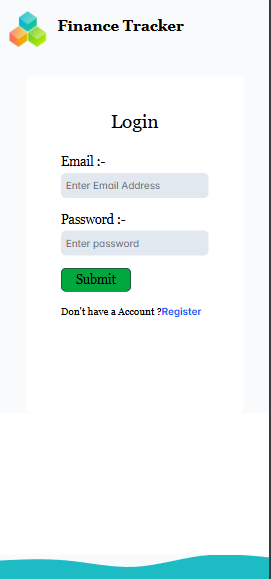 Finance Tracker
Login
Email :-
Enter Email Address
Password :-
Enter password
Submit
Don't have a Account ?Register